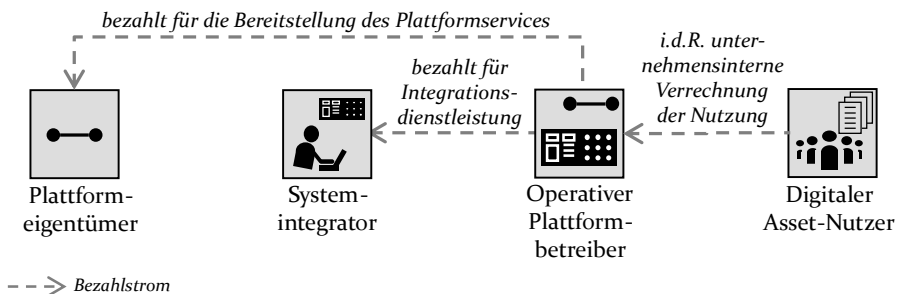 bezahlt für die Bereitstellung des Plattformservices
bezahlt für
Integrations-
dienstleistung
i.d.R. unter-
nehmensinterne
Verrechnung
der Nutzung
Plattform-
eigentümer
System-
integrator
Operativer
Plattform-
betreiber
Digitaler
Asset-Nutzer
Bezahlstrom